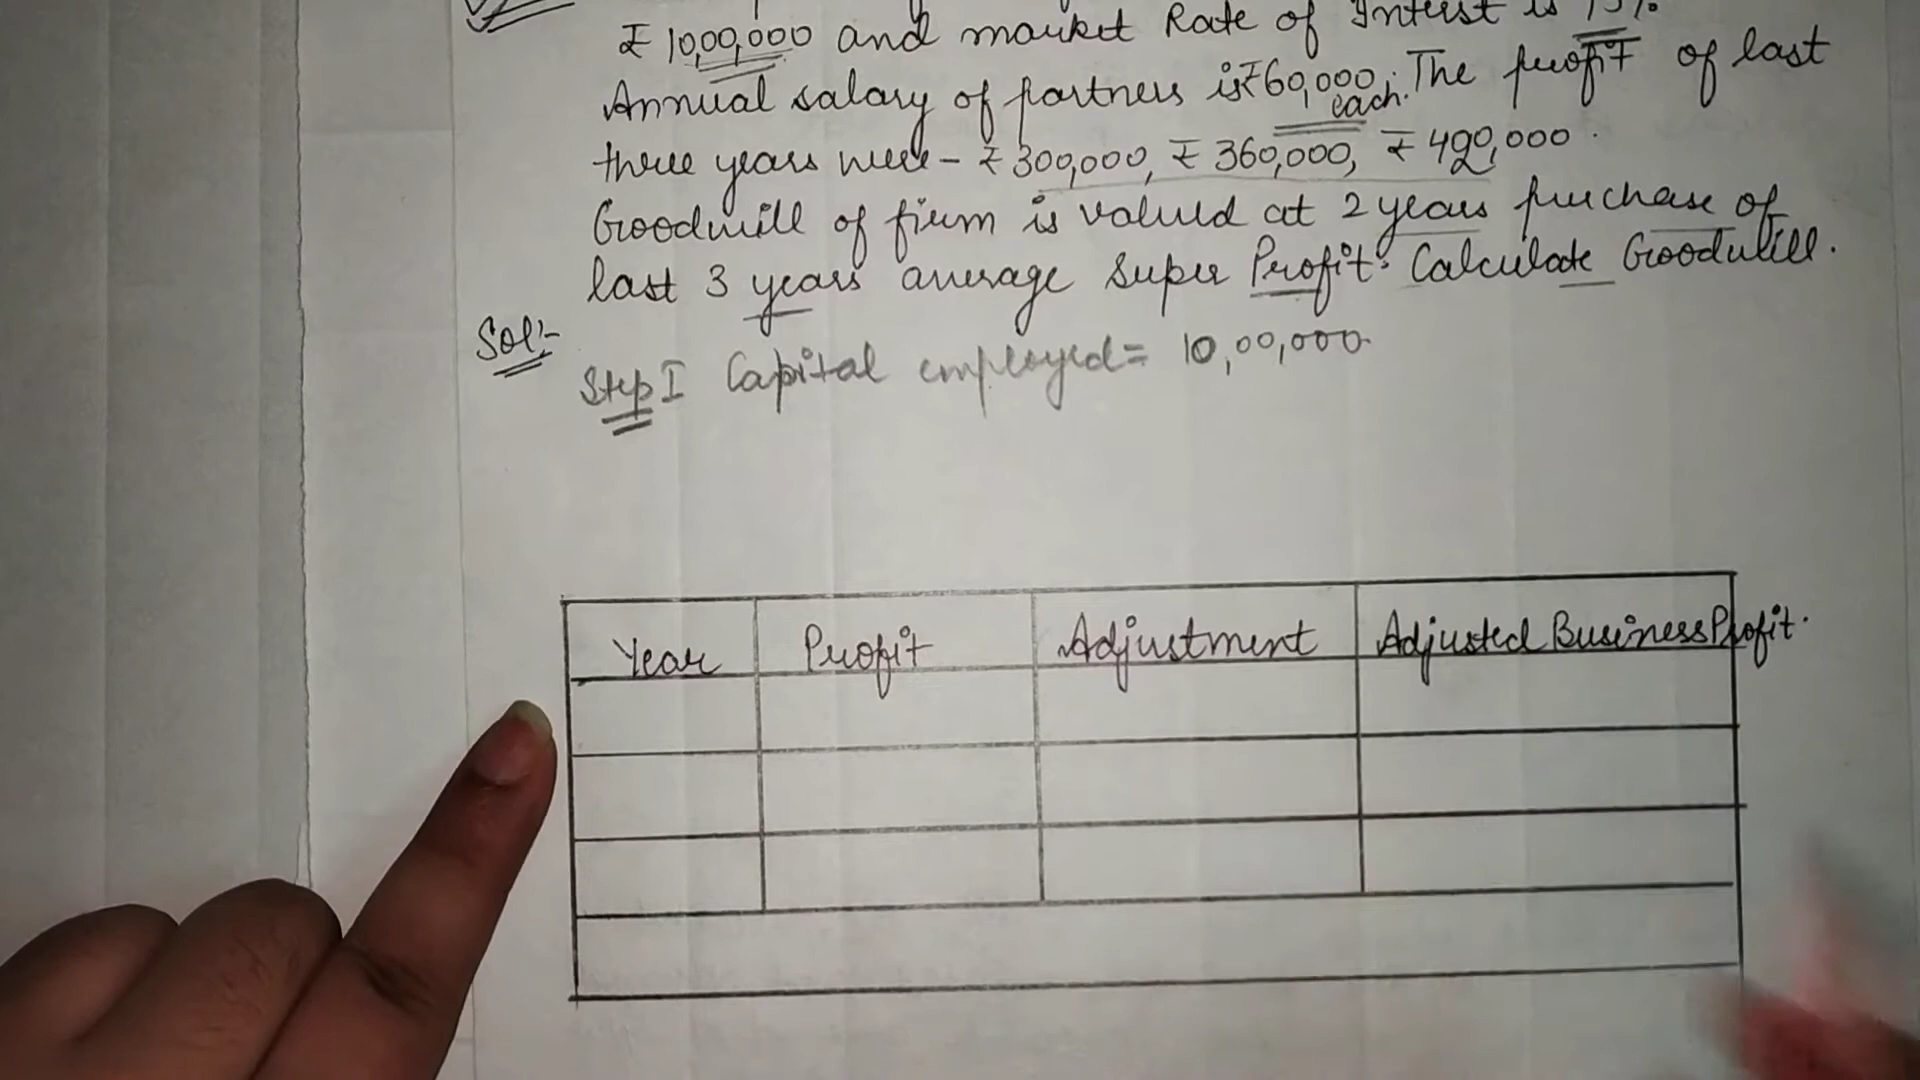 ₹ 10,00,000 and market Rate of Interest is 15%
Annual salary of partners is ₹60,000 each. The profit of last
three years were - ₹ 300,000, ₹ 360,000, ₹ 420,000.
Goodwill of firm is valued at 2 years purchase of
last 3 years average super Profit. Calculate Goodwill.
Sol:-
Step I Capital employed = 10,00,000
Year Profit Adjustment Adjusted Business Profit.